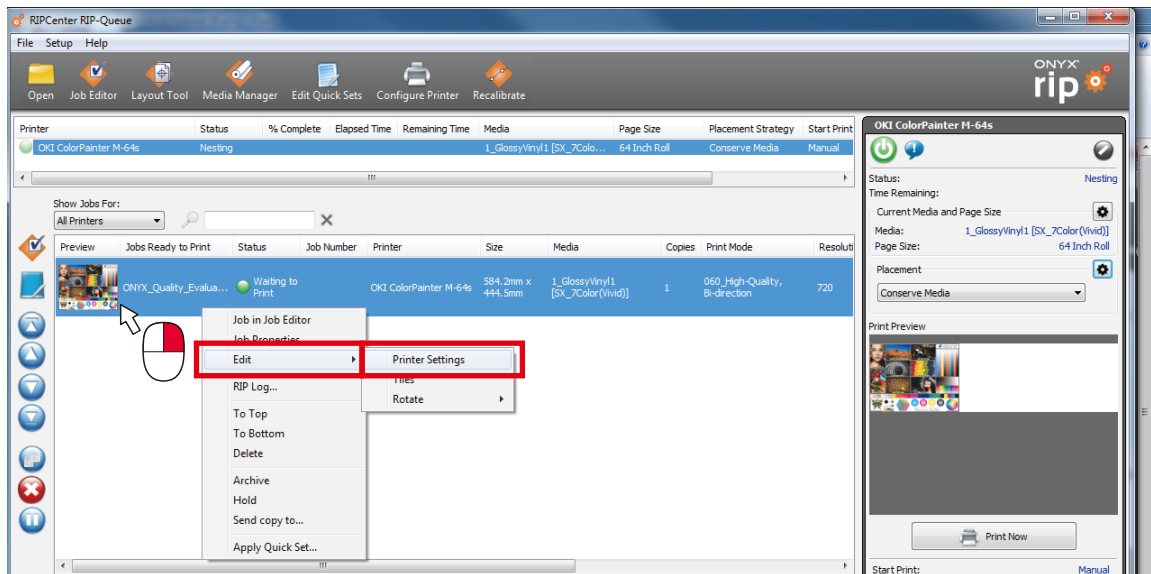 RIPCenter RIP-Queue
File Setup Help
Open Job Editor Layout Tool Media Manager Edit Quick Sets Configure Printer Recalibrate
ONYX
rip
Printer Status % Complete Elapsed Time Remaining Time Media Page Size Placement Strategy Start Print
OKI ColorPainter M-64s Nesting 1_GlossyVinyl1 [SX_7Colo... 64 Inch Roll Conserve Media Manual
Show Jobs For:
All Printers
Preview Jobs Ready to Print Status Job Number Printer Size Media Copies Print Mode Resoluti
ONYX_Quality_Evalua... Waiting to Print OKI ColorPainter M-64s 584.2mm x 444.5mm 1_GlossyVinyl1 [SX_7Color(Vivid)] 1 060_High-Quality, Bi-direction 720
Job in Job Editor
Job Properties
Edit
RIP Log...
To Top
To Bottom
Delete
Archive
Hold
Send copy to...
Apply Quick Set...
Printer Settings
Tiles
Rotate
OKI ColorPainter M-64s
Status: Nesting
Time Remaining:
Current Media and Page Size
Media: 1_GlossyVinyl1 [SX_7Color(Vivid)]
Page Size: 64 Inch Roll
Placement
Conserve Media
Print Preview
Print Now
Start Print: Manual